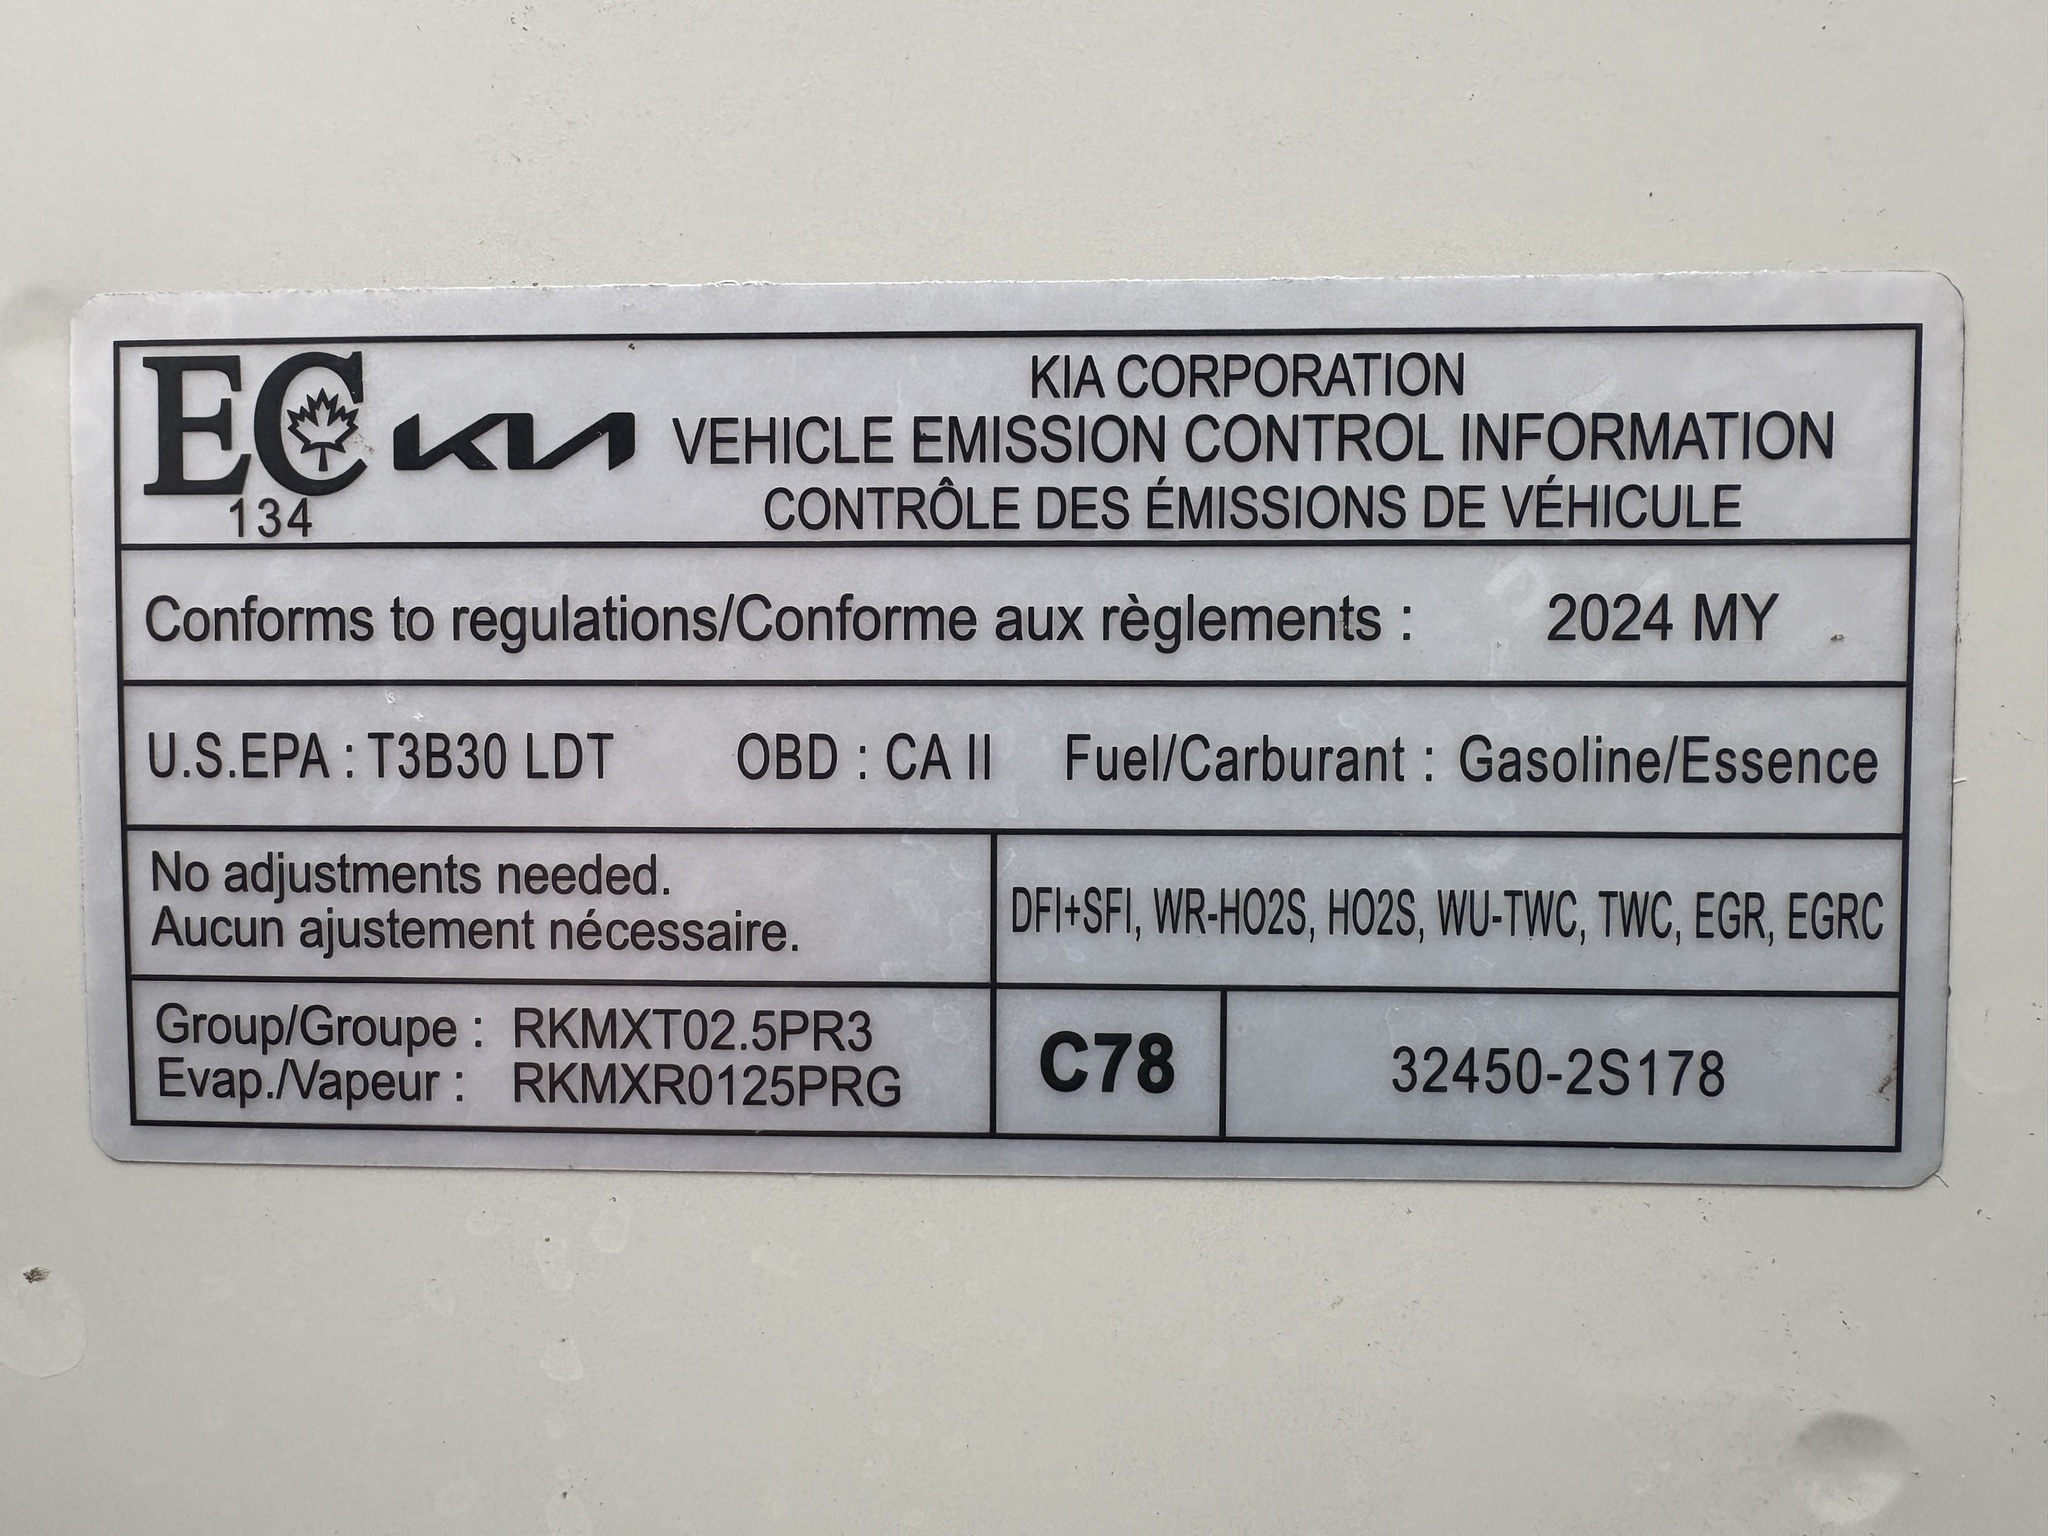 EC
134
KIA
KIA CORPORATION
VEHICLE EMISSION CONTROL INFORMATION
CONTRÔLE DES ÉMISSIONS DE VÉHICULE
Conforms to regulations/Conforme aux règlements : 2024 MY
U.S.EPA : T3B30 LDT OBD : CA II Fuel/Carburant : Gasoline/Essence
No adjustments needed.
Aucun ajustement nécessaire.
DFI+SFI, WR-HO2S, HO2S, WU-TWC, TWC, EGR, EGRC
Group/Groupe : RKMXT02.5PR3
Evap./Vapeur : RKMXR0125PRG
C78
32450-2S178